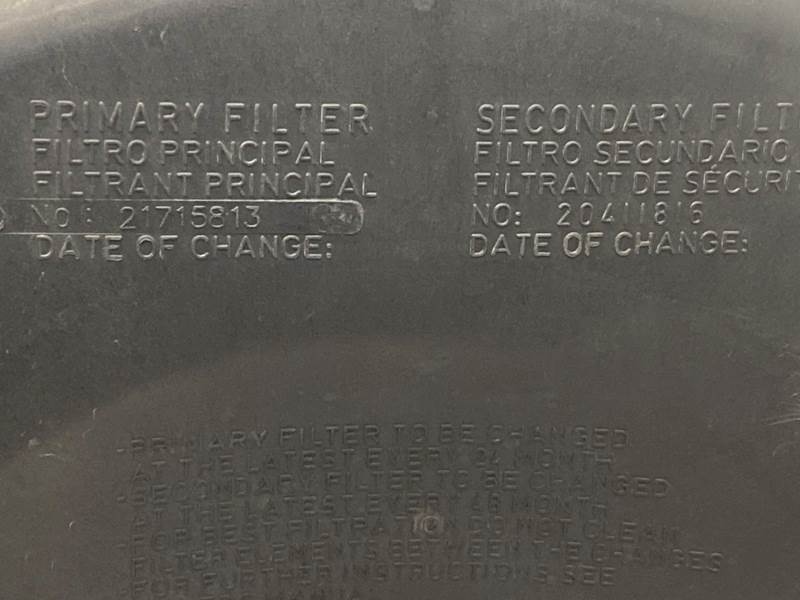 PRIMARY FILTER
FILTRO PRINCIPAL
FILTRANT PRINCIPAL
NO: 21715813
DATE OF CHANGE:
SECONDARY FILT
FILTRO SECUNDARIO
FILTRANT DE SÉCURIT
NO: 20411816
DATE OF CHANGE:
-PRIMARY FILTER TO BE CHANGED
AT THE LATEST EVERY 24 MONTH
-SECONDARY FILTER TO BE CHANGED
AT THE LATEST EVERY 48 MONTH
-FOR BEST FILTRATION DO NOT CLEAN
FILTER ELEMENTS BETWEEN THE CHANGES
-FOR FURTHER INSTRUCTIONS SEE